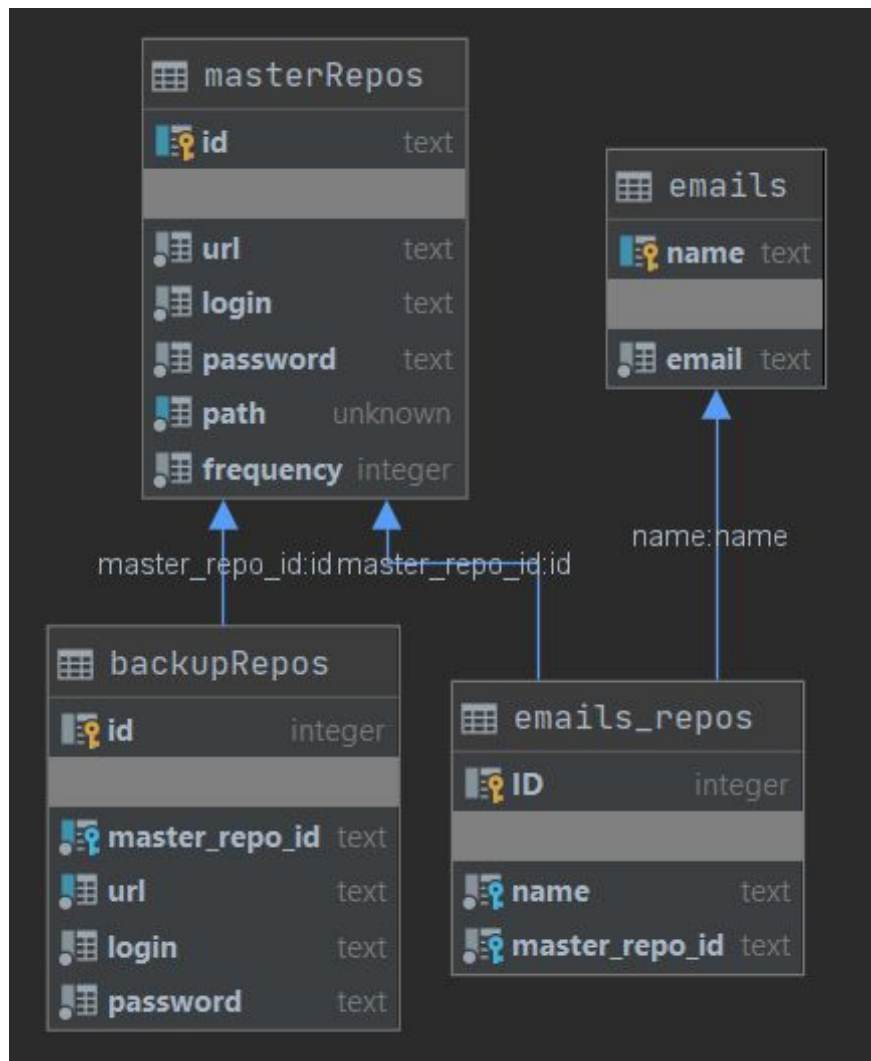 masterRepos
id text
url text
login text
password text
path unknown
frequency integer
emails
name text
email text
name:name
master_repo_id:id
master_repo_id:id
backupRepos
id integer
master_repo_id text
url text
login text
password text
emails_repos
ID integer
name text
master_repo_id text